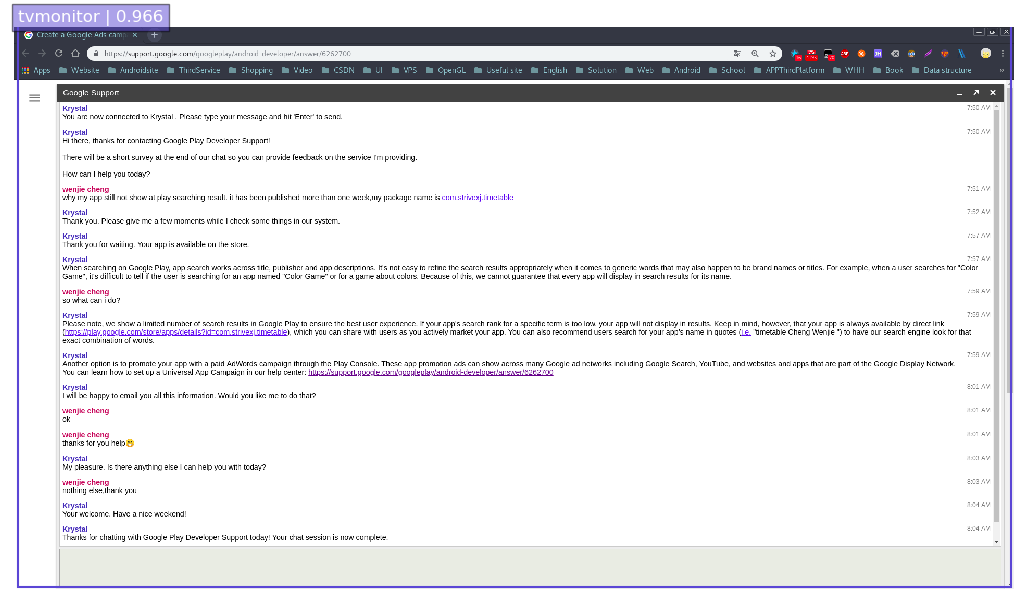 tvmonitor | 0.966
Create a Google Ads cam
https://support.google.com/googleplay/android-developer/answer/6262700
Apps Website Androidsite ThirdService Shopping Video CSDN UI VPS OpenGL Useful site English Solution Web Android School APPThirdPlatform WHH Book Data structure »
Google Support
Krystal 7:50 AM
You are now connected to Krystal . Please type your message and hit 'Enter' to send.
Krystal 7:50 AM
Hi there, thanks for contacting Google Play Developer Support!
There will be a short survey at the end of our chat so you can provide feedback on the service I'm providing.
How can I help you today?
wenjie cheng 7:51 AM
why my app still not show at play searching result, it has been published more than one week,my package name is com.strivexj.timetable
Krystal 7:52 AM
Thank you. Please give me a few moments while I check some things in our system.
Krystal 7:57 AM
Thank you for waiting. Your app is available on the store.
Krystal 7:57 AM
When searching on Google Play, app search works across title, publisher and app descriptions. It's not easy to refine the search results appropriately when it comes to generic words that may also happen to be brand names or titles. For example, when a user searches for "Color
Game", it's difficult to tell if the user is searching for an app named "Color Game" or for a game about colors. Because of this, we cannot guarantee that every app will display in search results for its name.
wenjie cheng 7:59 AM
so what can i do?
Krystal 7:59 AM
Please note, we show a limited number of search results in Google Play to ensure the best user experience. If your app's search rank for a specific term is too low, your app will not display in results. Keep in mind, however, that your app is always available by direct link
(https://play.google.com/store/apps/details?id=com.strivexj.timetable), which you can share with users as you actively market your app. You can also recommend users search for your app's name in quotes (i.e. "timetable Cheng Wenjie ") to have our search engine look for that
exact combination of words.
Krystal 7:59 AM
Another option is to promote your app with a paid AdWords campaign through the Play Console. These app promotion ads can show across many Google ad networks including Google Search, YouTube, and websites and apps that are part of the Google Display Network.
You can learn how to set up a Universal App Campaign in our help center: https://support.google.com/googleplay/android-developer/answer/6262700
Krystal 8:01 AM
I will be happy to email you all this information. Would you like me to do that?
wenjie cheng 8:01 AM
ok
wenjie cheng 8:01 AM
thanks for you help
Krystal 8:03 AM
My pleasure. Is there anything else I can help you with today?
wenjie cheng 8:03 AM
nothing else,thank you
Krystal 8:04 AM
Your welcome. Have a nice weekend!
Krystal 8:04 AM
Thanks for chatting with Google Play Developer Support today! Your chat session is now complete.